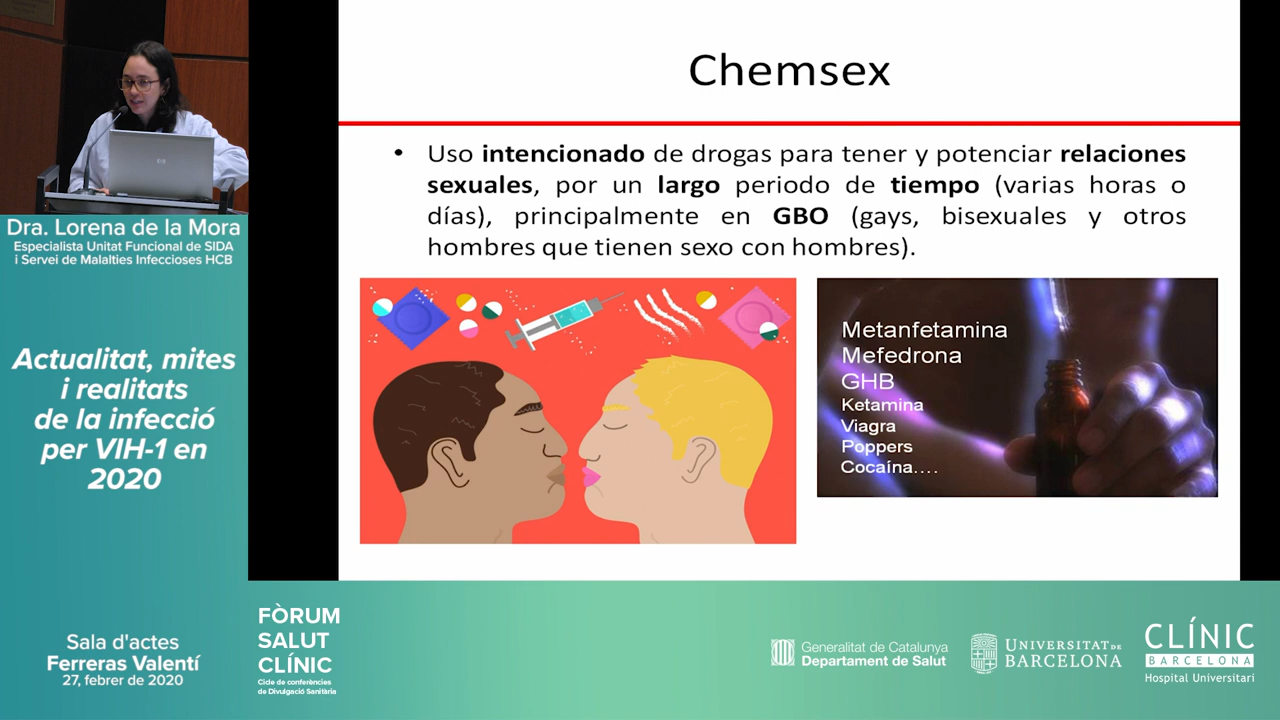 Dra. Lorena de la Mora
Especialista Unitat Funcional de SIDA
i Servei de Malalties Infeccioses HCB
Actualitat, mites
i realitats
de la infecció
per VIH-1 en
2020
Sala d'actes
Ferreras Valentí
27, febrer de 2020
Chemsex
• Uso intencionado de drogas para tener y potenciar relaciones
sexuales, por un largo periodo de tiempo (varias horas o
días), principalmente en GBO (gays, bisexuales y otros
hombres que tienen sexo con hombres).
Metanfetamina
Mefedrona
GHB
Ketamina
Viagra
Poppers
Cocaína....
FÒRUM
SALUT
CLÍNIC
Cicle de conferències
de Divulgació Sanitària
Generalitat de Catalunya
Departament de Salut
UNIVERSITAT DE
BARCELONA
CLÍNIC
BARCELONA
Hospital Universitari